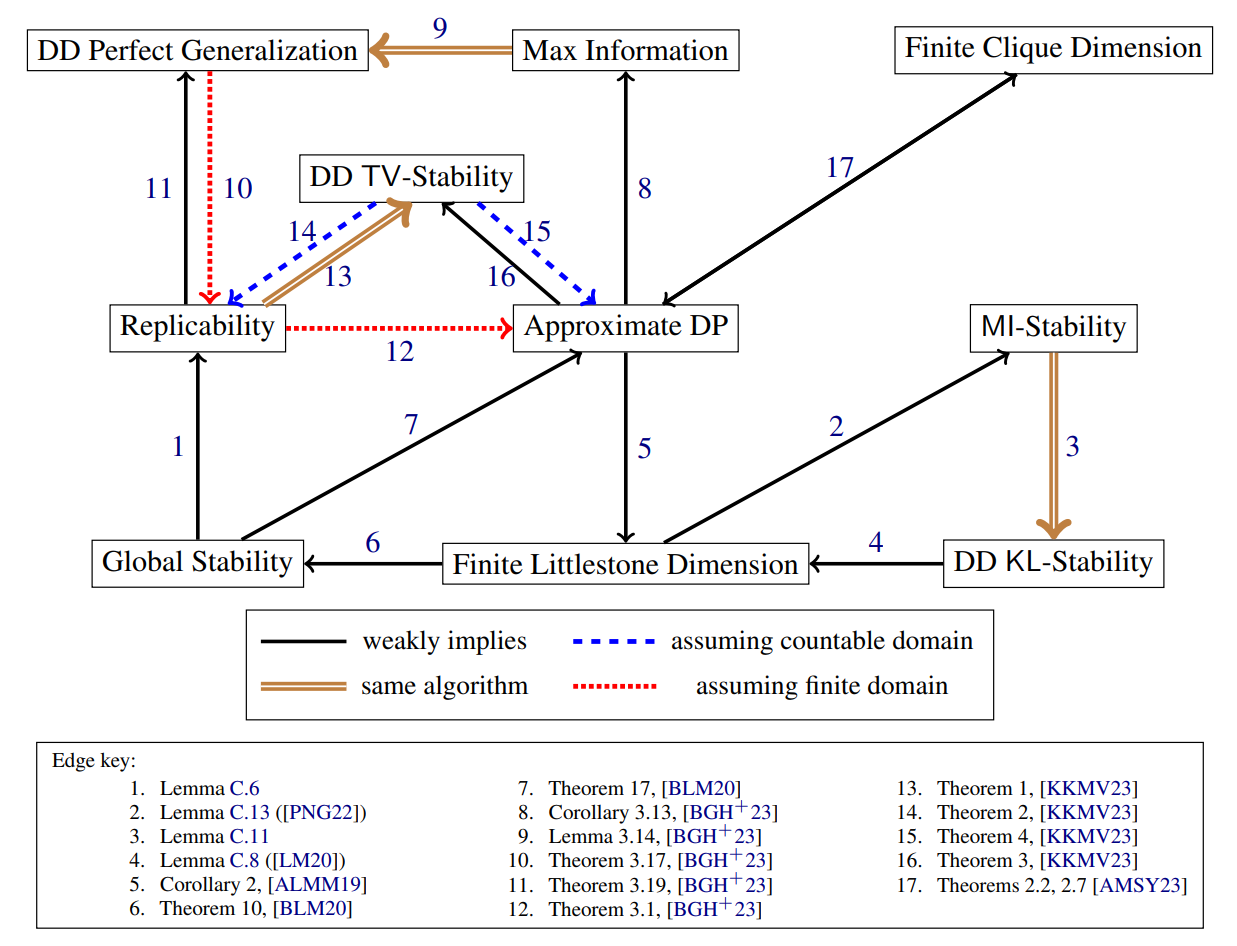 9
DD Perfect Generalization
Max Information
Finite Clique Dimension
17
DD TV-Stability
11
10
8
14
15
13
16
Replicability
Approximate DP
MI-Stability
12
7
2
1
5
3
6
4
Global Stability
Finite Littlestone Dimension
DD KL-Stability
weakly implies
assuming countable domain
same algorithm
assuming finite domain
Edge key:
1. Lemma C.6
2. Lemma C.13 ([PNG22])
3. Lemma C.11
4. Lemma C.8 ([LM20])
5. Corollary 2, [ALMM19]
6. Theorem 10, [BLM20]
7. Theorem 17, [BLM20]
8. Corollary 3.13, [BGH+23]
9. Lemma 3.14, [BGH+23]
10. Theorem 3.17, [BGH+23]
11. Theorem 3.19, [BGH+23]
12. Theorem 3.1, [BGH+23]
13. Theorem 1, [KKMV23]
14. Theorem 2, [KKMV23]
15. Theorem 4, [KKMV23]
16. Theorem 3, [KKMV23]
17. Theorems 2.2, 2.7 [AMSY23]